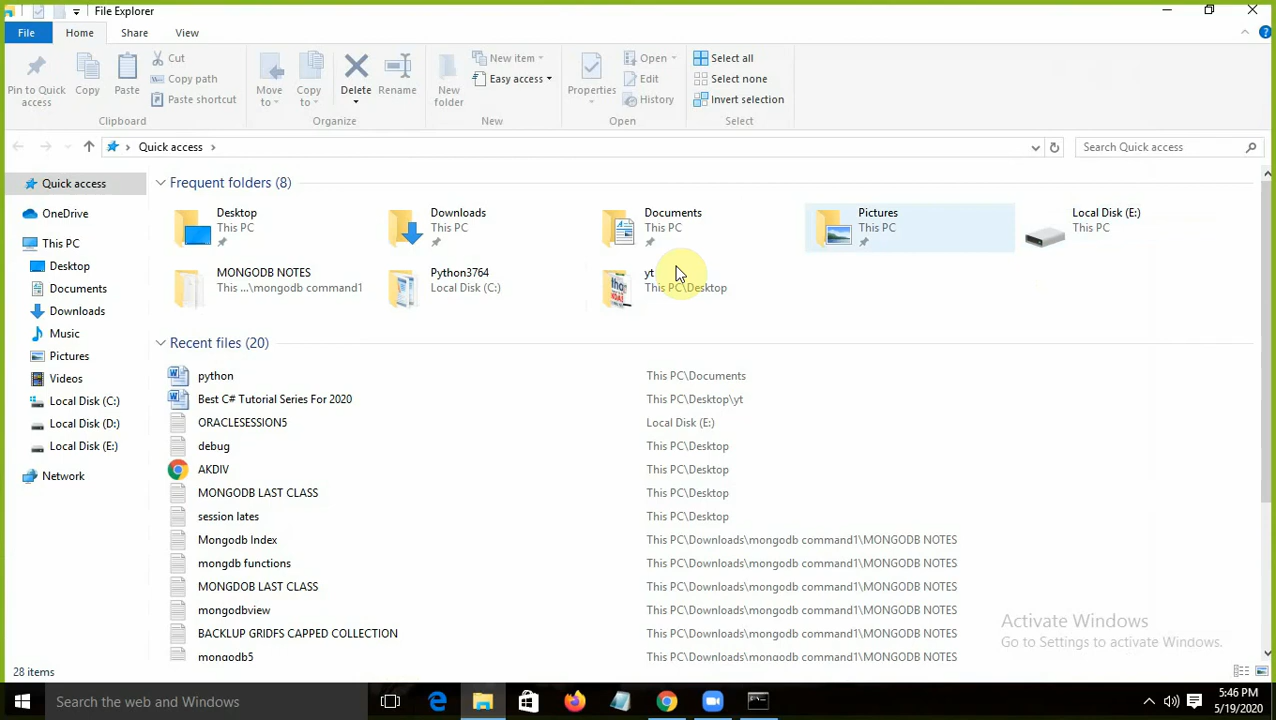 File Explorer
File Home Share View
Pin to Quick access
Copy
Paste
Cut
Copy path
Paste shortcut
Clipboard
Move to
Copy to
Delete
Rename
Organize
New folder
New item
Easy access
New
Properties
Open
Edit
History
Open
Select all
Select none
Invert selection
Select
Quick access
Search Quick access
Quick access
OneDrive
This PC
Desktop
Documents
Downloads
Music
Pictures
Videos
Local Disk (C:)
Local Disk (D:)
Local Disk (E:)
Network
Frequent folders (8)
Desktop
This PC
Downloads
This PC
Documents
This PC
Pictures
This PC
Local Disk (E:)
This PC
MONGODB NOTES
This ...\mongodb command1
Python3764
Local Disk (C:)
yt
This PC\Desktop
Recent files (20)
python This PC\Documents
Best C# Tutorial Series For 2020 This PC\Desktop\yt
ORACLESESSION5 Local Disk (E:)
debug This PC\Desktop
AKDIV This PC\Desktop
MONGODB LAST CLASS This PC\Desktop
session lates This PC\Desktop
Mongodb Index This PC\Downloads\mongodb command1\MONGODB NOTES
mongdb functions This PC\Downloads\mongodb command1\MONGODB NOTES
MONGDOB LAST CLASS This PC\Downloads\mongodb command1\MONGODB NOTES
mongodbview This PC\Downloads\mongodb command1\MONGODB NOTES
BACKUP GRIDFS CAPPED COLLECTION This PC\Downloads\mongodb command1\MONGODB NOTES
mongodb5 This PC\Downloads\mongodb command1\MONGODB NOTES
Activate Windows
Go to Settings to activate Windows.
28 items
Search the web and Windows
5:46 PM
5/19/2020